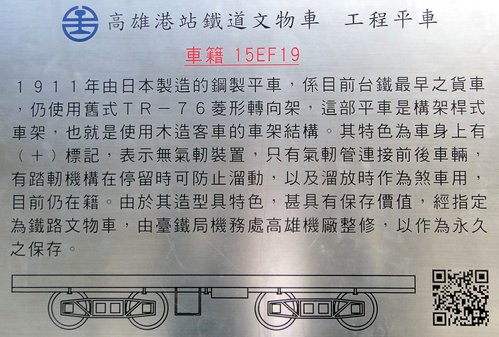 高雄港站鐵道文物車　工程平車
車籍 15EF19
１９１１年由日本製造的鋼製平車，係目前台鐵最早之貨車
，仍使用舊式ＴＲ－７６菱形轉向架，這部平車是構架桿式
車架，也就是使用木造客車的車架結構。其特色為車身上有
（＋）標記，表示無氣軔裝置，只有氣軔管連接前後車輛，
有踏軔機構在停留時可防止溜動，以及溜放時作為煞車用，
目前仍在籍。由於其造型具特色，甚具有保存價值，經指定
為鐵路文物車，由臺鐵局機務處高雄機廠整修，以作為永久
之保存。